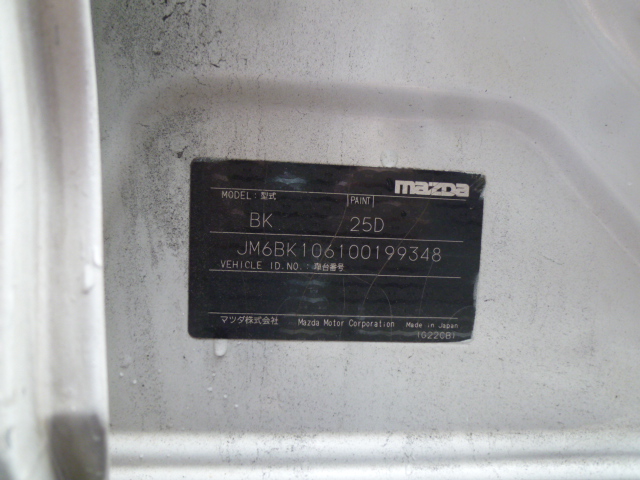 mazda
MODEL:型式 PAINT
BK 25D
JM6BK106100199348
VEHICLE ID.NO.:車台番号
マツダ株式会社 Mazda Motor Corporation Made in Japan